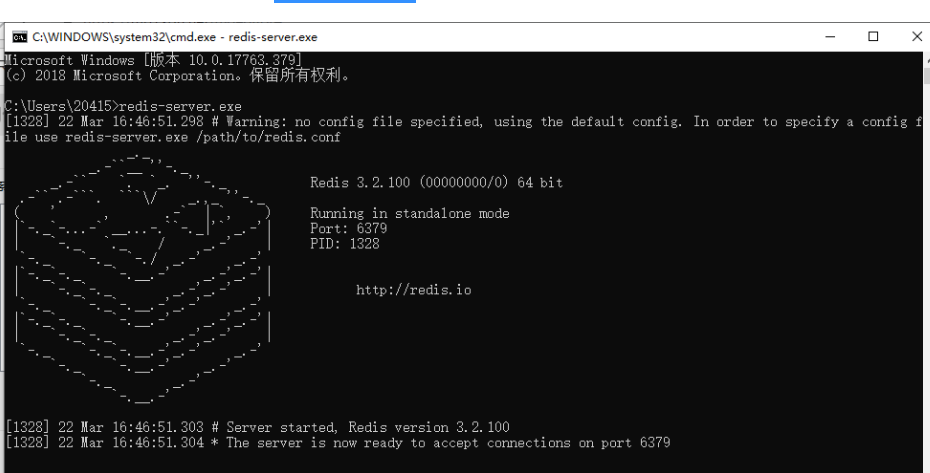 C:\WINDOWS\system32\cmd.exe - redis-server.exe
Microsoft Windows [版本 10.0.17763.379]
(c) 2018 Microsoft Corporation。保留所有权利。
C:\Users\20415>redis-server.exe
[1328] 22 Mar 16:46:51.298 # Warning: no config file specified, using the default config. In order to specify a config f
ile use redis-server.exe /path/to/redis.conf
Redis 3.2.100 (00000000/0) 64 bit
Running in standalone mode
Port: 6379
PID: 1328
http://redis.io
[1328] 22 Mar 16:46:51.303 # Server started, Redis version 3.2.100
[1328] 22 Mar 16:46:51.304 * The server is now ready to accept connections on port 6379